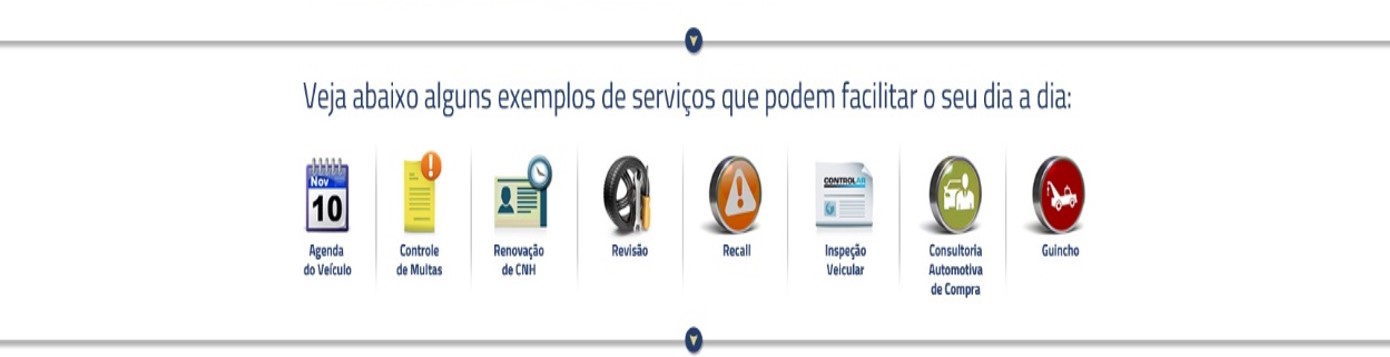 Veja abaixo alguns exemplos de serviços que podem facilitar o seu dia a dia:
Nov
10
CONTROLAR
Agenda
do Veículo
Controle
de Multas
Renovação
de CNH
Revisão
Recall
Inspeção
Veicular
Consultoria
Automotiva
de Compra
Guincho